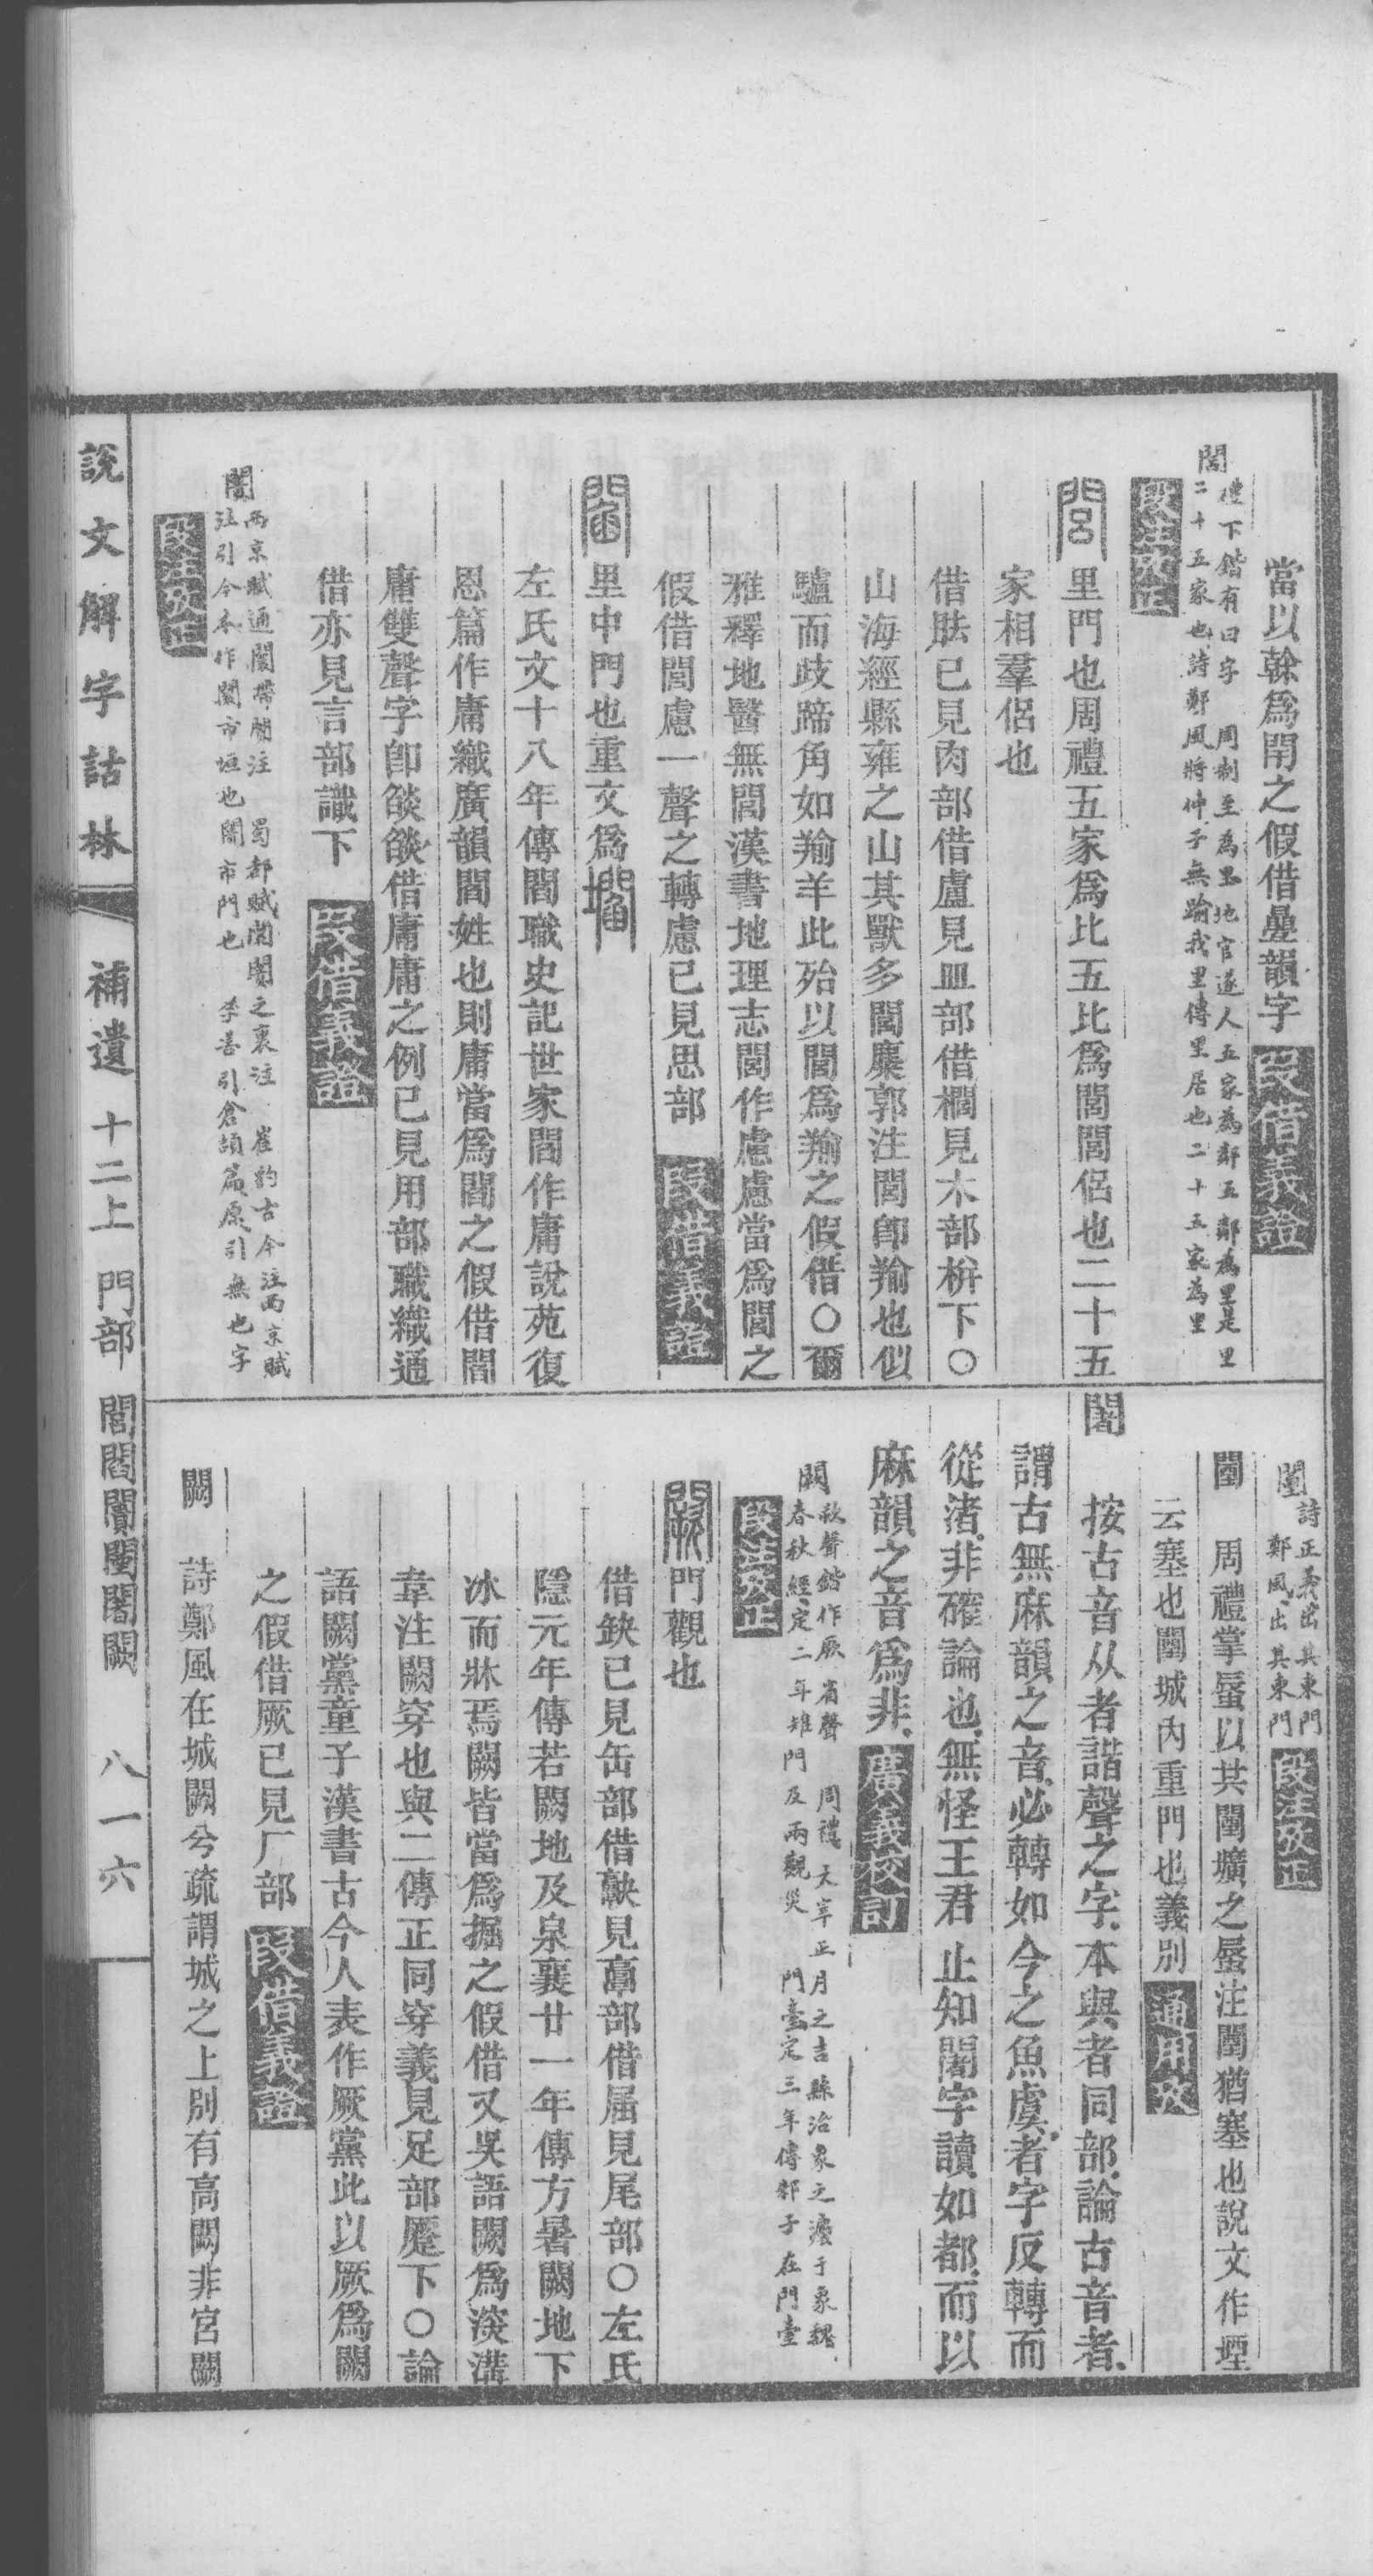 當以榦爲閈之假借曡韻字 段借義證
閭 禮下鍇有曰字 周制至爲里地官遂人五家爲鄰五鄰爲里是里
二十五家也詩鄭風將仲子無踰我里傳里居也二十五家爲里
段注攷正
閭里門也周禮五家爲比五比爲閭閭侶也二十五
家相羣侶也
借胠已見肉部借盧見皿部借櫚見木部栟下〇
山海經縣雍之山其獸多閭麋郭注閭卽羭也似
驢而歧蹄角如羭羊此殆以閭爲羭之假借〇爾
雅釋地醫無閭漢書地理志閭作慮慮當爲閭之
假借閭慮一聲之轉慮已見思部 段借義證
閻里中門也重文爲壛
左氏文十八年傳閻職史記世家閻作庸說苑復
恩篇作庸織廣韻閻姓也則庸當爲閻之假借閻
庸雙聲字卽燄燄借庸庸之例已見用部職織通
借亦見言部識下 段借義證
闠 西京賦通闤帶闠注 蜀都賦闤闠之裏注 崔豹古今注西京賦
注引今本作闤市垣也闠市門也 李善引倉頡篇原引無也字
段注攷正
闉 詩正義出其東門
鄭風出其東門 段注攷正
闉 周禮掌蜃以共闉壙之蜃注闉猶塞也說文作垔
云塞也闉城內重門也義別 通用攷
闍 按古音从者諧聲之字本與者同部論古音者
謂古無麻韻之音必轉如今之魚虞者字反轉而
從渚非確論也無怪王君止知闍字讀如都而以
麻韻之音爲非 廣義校訂
闕 欮聲鍇作厥省聲 周禮 大宰正月之吉縣治象之灋于象魏
春秋經定二年雉門及兩觀災 門臺定三年傳邾子在門臺
段注攷正
闕門觀也
借缺已見缶部借𡙇見𩫏部借屈見尾部〇左氏
隱元年傳若闕地及泉襄廿一年傳方暑闕地下
冰而牀焉闕皆當爲掘之假借又吳語闕爲㴱溝
韋注闕穿也與二傳正同穿義見足部蹷下〇論
語闕黨童子漢書古今人表作厥黨此以厥爲闕
之假借厥已見厂部 段借義證
闕 詩鄭風在城闕兮疏謂城之上別有高闕非宮闕
說文解字詁林 補遺 十二上 門部 閭閻闠闉闍闕 八一六